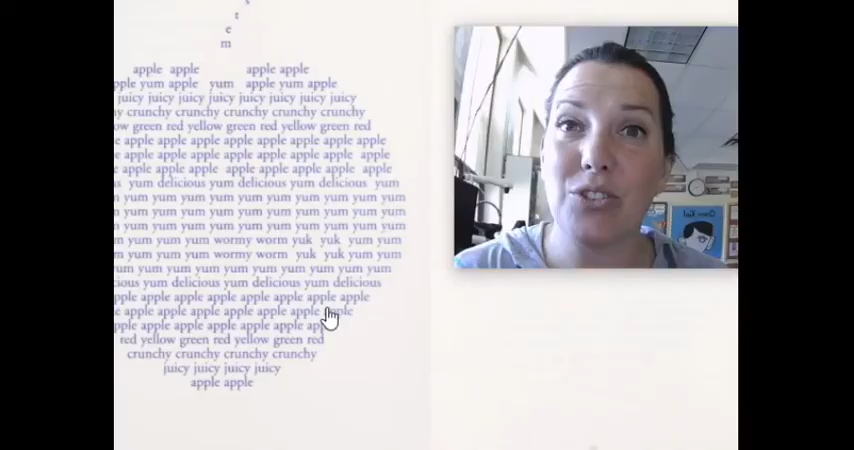 s
t
e
m
apple apple apple apple
yum apple yum apple yum apple
juicy juicy juicy juicy juicy juicy juicy juicy
crunchy crunchy crunchy crunchy crunchy
green red yellow green red yellow green red
apple apple apple apple apple apple apple
apple apple apple apple apple apple apple
apple apple apple apple apple apple apple
yum delicious yum delicious yum delicious yum
yum yum yum yum yum yum yum yum yum
yum yum yum yum yum yum yum yum yum
yum yum yum yum yum yum yum yum yum
yum yum yum wormy worm yuk yuk yum yum
yum yum yum wormy worm yuk yuk yum yum
yum yum yum yum yum yum yum yum yum
yum delicious yum delicious yum delicious
apple apple apple apple apple apple
apple apple apple apple apple apple
apple apple apple apple apple
red yellow green red yellow green red
crunchy crunchy crunchy crunchy
juicy juicy juicy juicy
apple apple